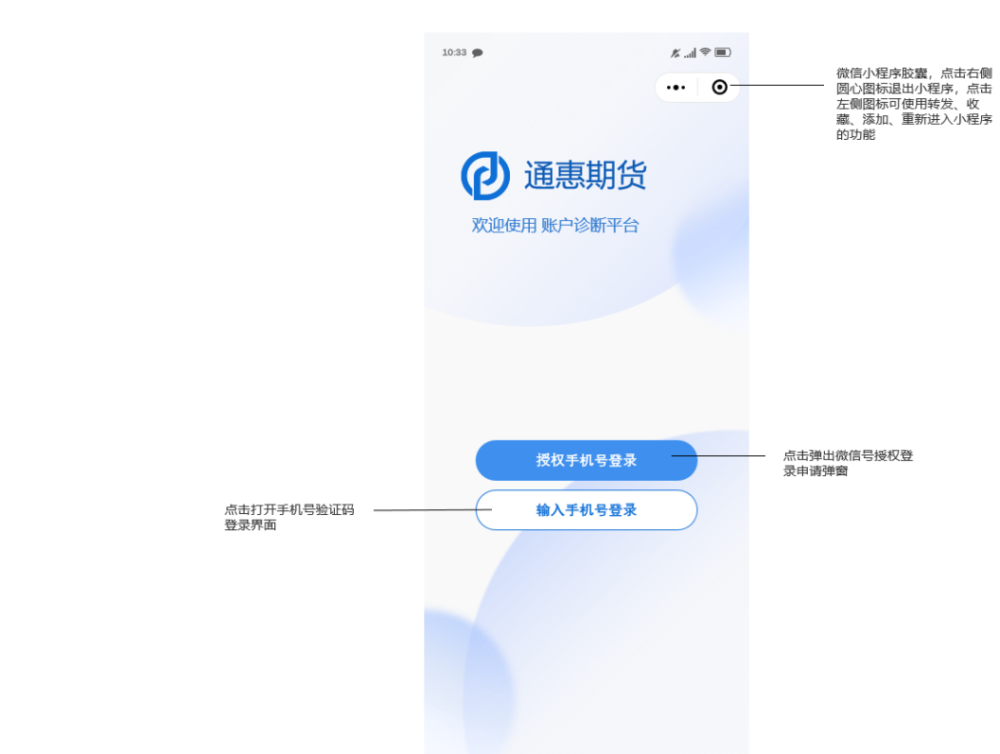 10:33
微信小程序胶囊，点击右侧
圆心图标退出小程序，点击
左侧图标可使用转发、收
藏、添加、重新进入小程序
的功能
通惠期货
欢迎使用 账户诊断平台
授权手机号登录
点击弹出微信号授权登
录申请弹窗
输入手机号登录
点击打开手机号验证码
登录界面